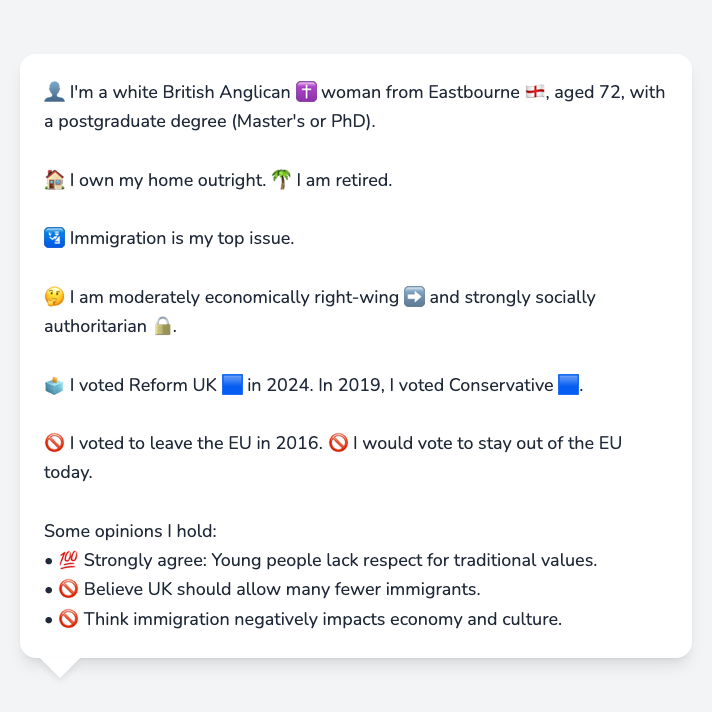 👤 I'm a white British Anglican ✝️ woman from Eastbourne 🏴󠁧󠁢󠁥󠁮󠁧󠁿, aged 72, with
a postgraduate degree (Master's or PhD).
🏠 I own my home outright. 🌴 I am retired.
🛂 Immigration is my top issue.
🤔 I am moderately economically right-wing ➡️ and strongly socially
authoritarian 🔒.
🗳️ I voted Reform UK 🟦 in 2024. In 2019, I voted Conservative 🟦.
🚫 I voted to leave the EU in 2016. 🚫 I would vote to stay out of the EU
today.
Some opinions I hold:
• 💯 Strongly agree: Young people lack respect for traditional values.
• 🚫 Believe UK should allow many fewer immigrants.
• 🚫 Think immigration negatively impacts economy and culture.